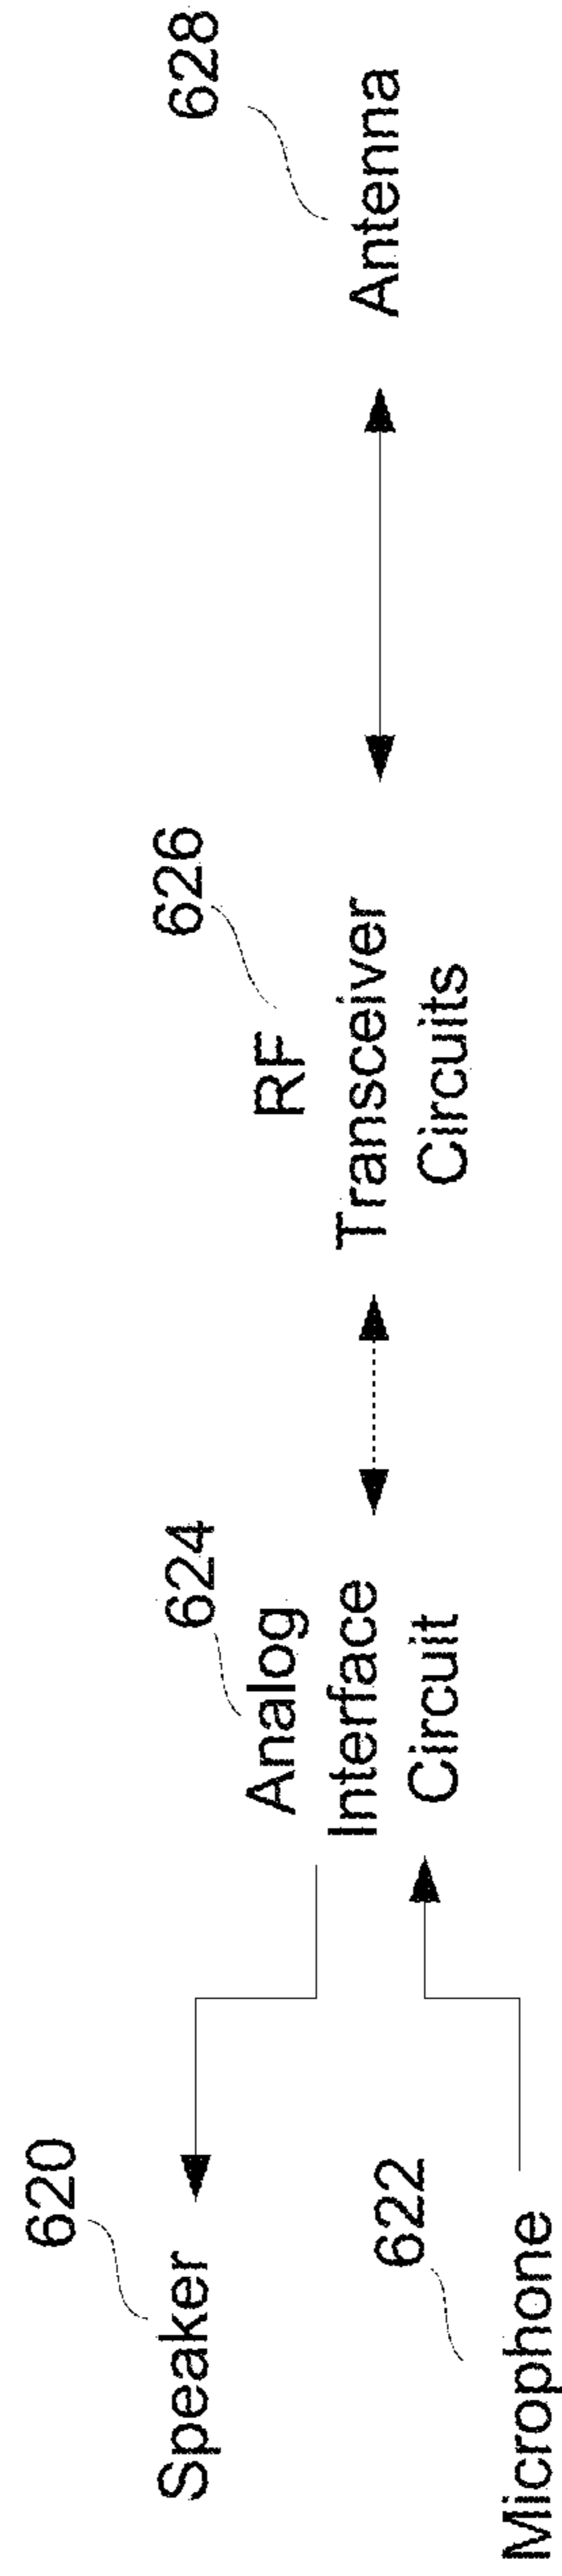 620
Speaker
622
Microphone
624
Analog
Interface
Circuit
626
RF
Transceiver
Circuits
628
Antenna